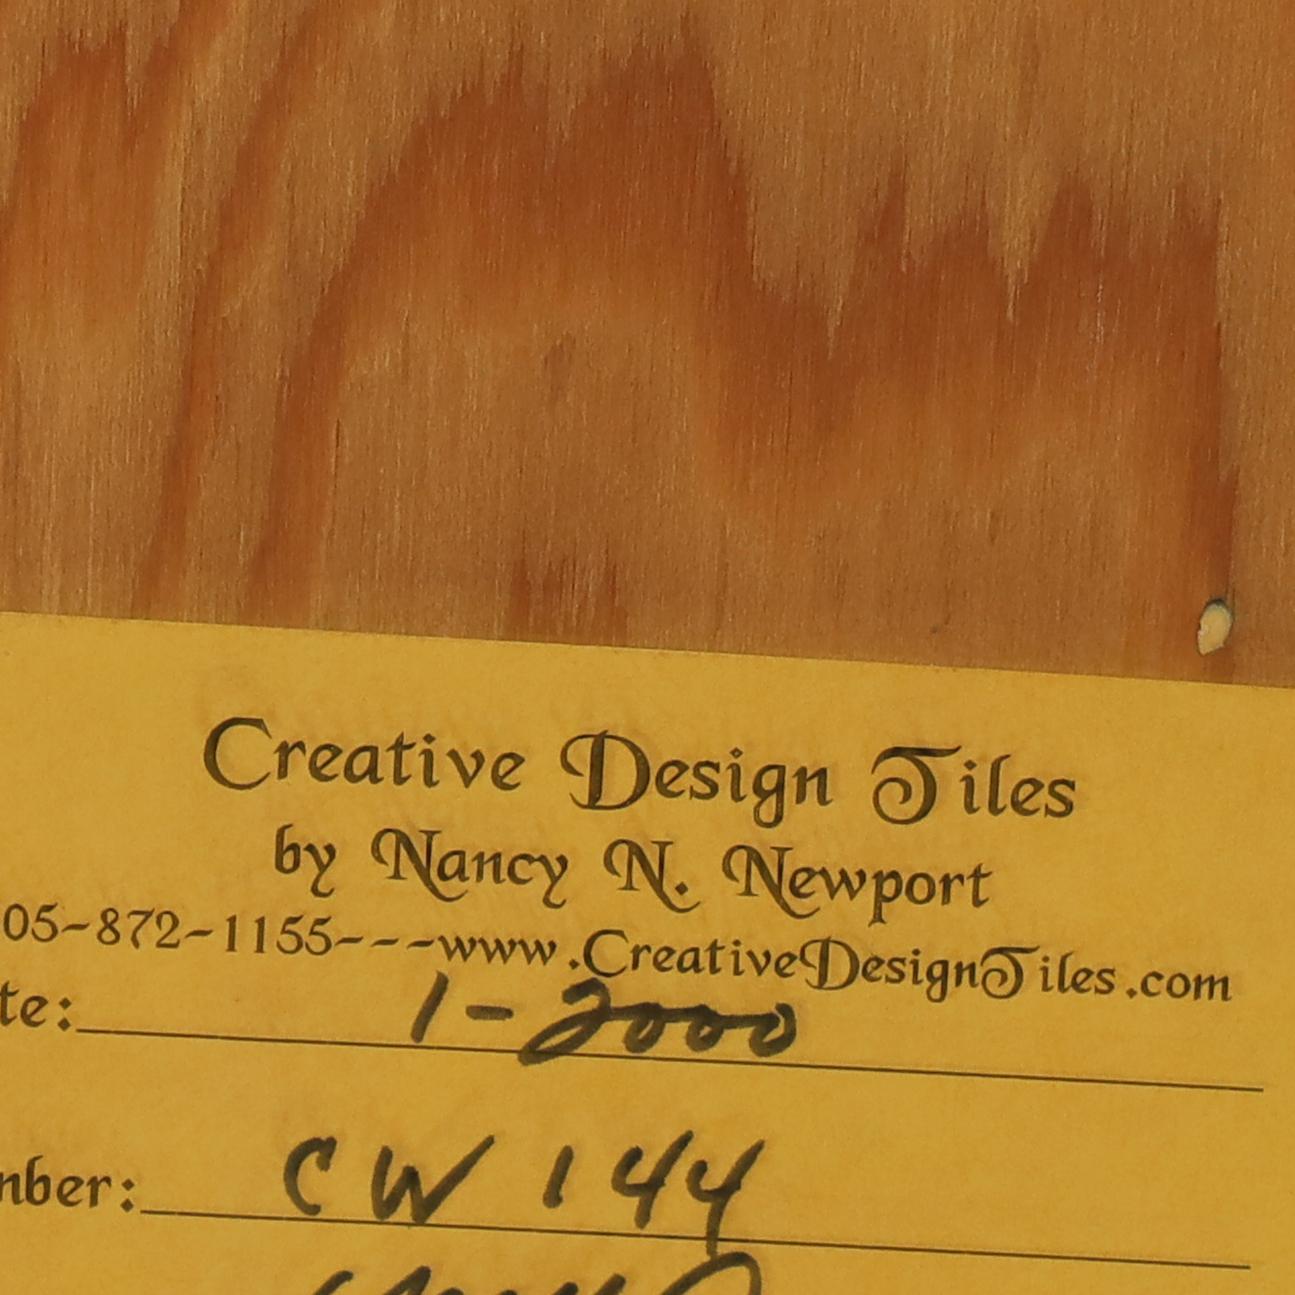 Creative Design Tiles
by Nancy N. Newport
05-872-1155---www.CreativeDesignTiles.com
te: 1-2000
nber: CW 144